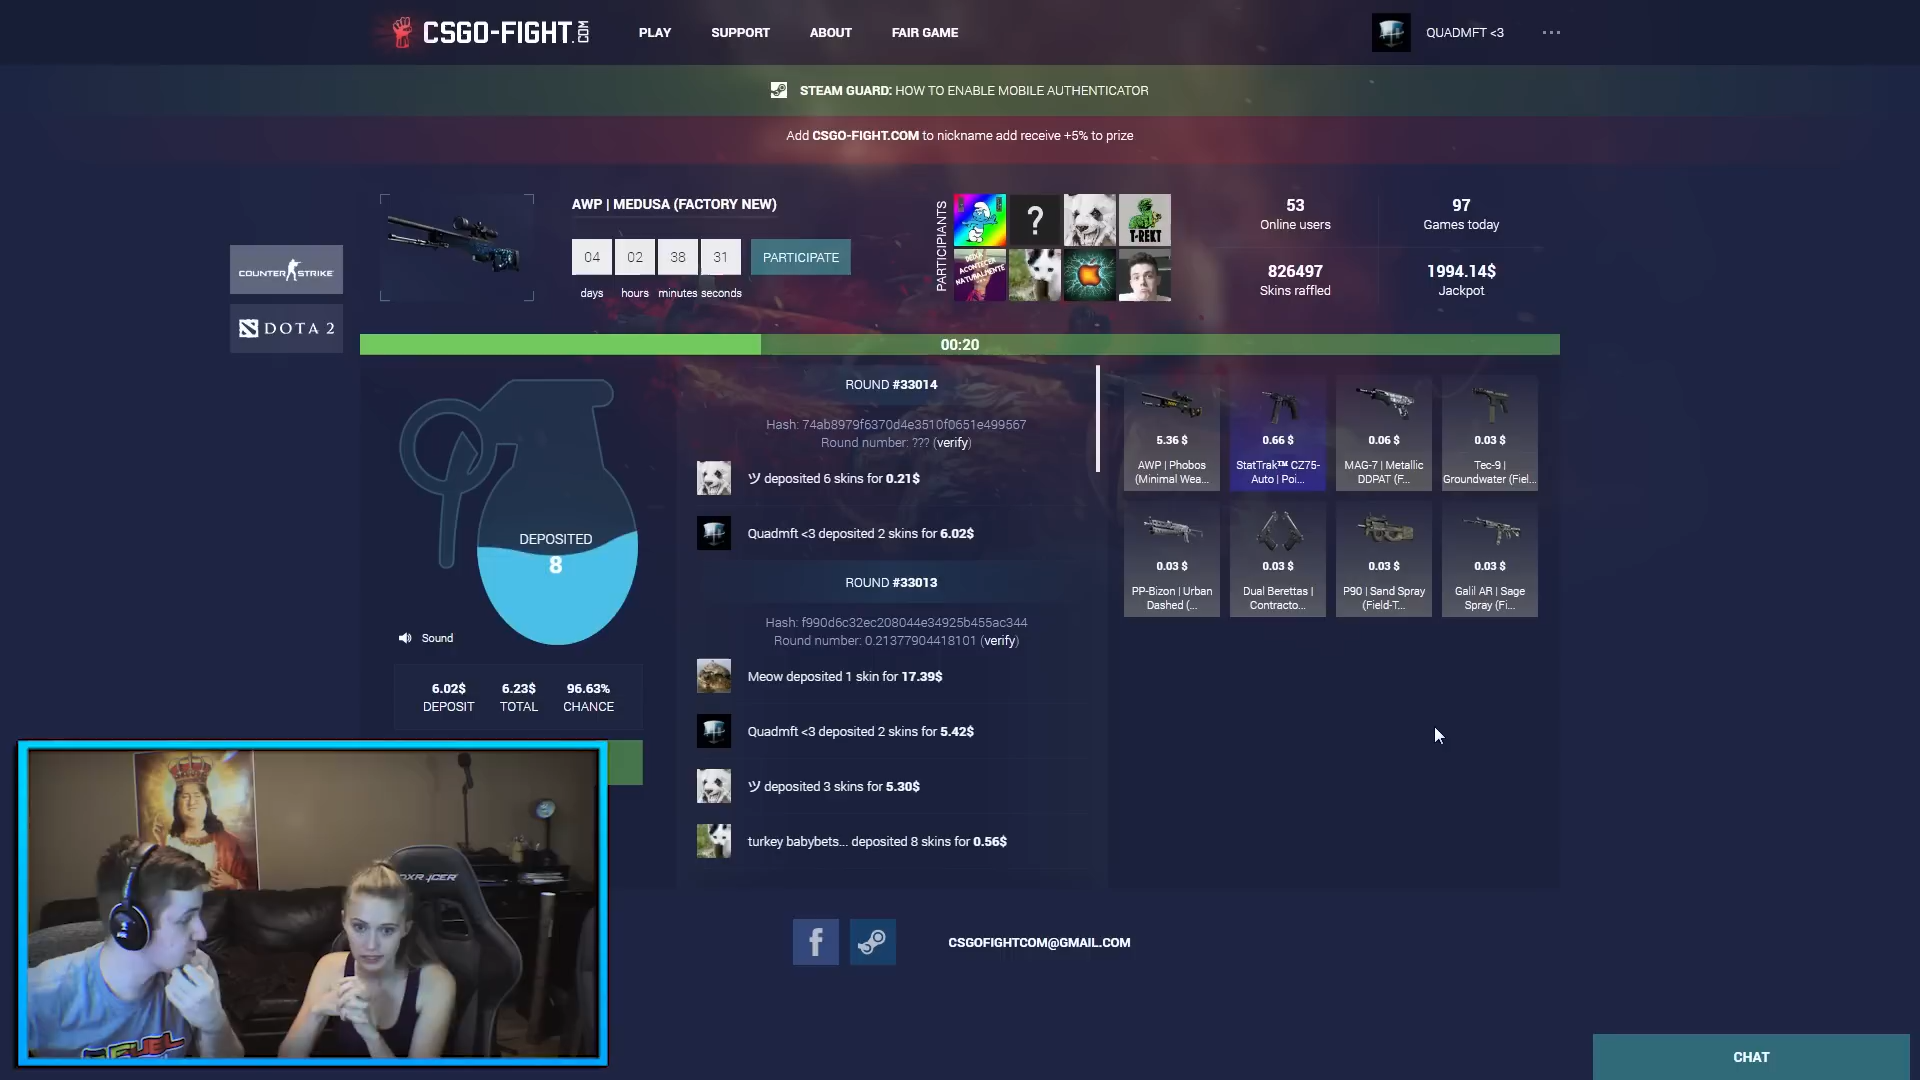 CSGO-FIGHT.COM
PLAY
SUPPORT
ABOUT
FAIR GAME
QUADMFT <3
STEAM GUARD: HOW TO ENABLE MOBILE AUTHENTICATOR
Add CSGO-FIGHT.COM to nickname add receive +5% to prize
COUNTER STRIKE
DOTA 2
AWP | MEDUSA (FACTORY NEW)
04 02 38 31
days hours minutes seconds
PARTICIPATE
PARTICIPIANTS
?
T-REKT
DEIXA ACONTECER NATURALMENTE
53
Online users
97
Games today
826497
Skins raffled
1994.14$
Jackpot
00:20
DEPOSITED
8
Sound
6.02$
DEPOSIT
6.23$
TOTAL
96.63%
CHANCE
ROUND #33014
Hash: 74ab8979f6370d4e3510f0651e499567
Round number: ??? (verify)
ツ deposited 6 skins for 0.21$
Quadmft <3 deposited 2 skins for 6.02$
ROUND #33013
Hash: f990d6c32ec208044e34925b455ac344
Round number: 0.21377904418101 (verify)
Meow deposited 1 skin for 17.39$
Quadmft <3 deposited 2 skins for 5.42$
ツ deposited 3 skins for 5.30$
turkey babybets... deposited 8 skins for 0.56$
5.36 $
AWP | Phobos
(Minimal Wea...
0.66 $
StatTrak™ CZ75-
Auto | Poi...
0.06 $
MAG-7 | Metallic
DDPAT (F...
0.03 $
Tec-9 |
Groundwater (Fiel...
0.03 $
PP-Bizon | Urban
Dashed (...
0.03 $
Dual Berettas |
Contracto...
0.03 $
P90 | Sand Spray
(Field-T...
0.03 $
Galil AR | Sage
Spray (Fi...
DXRACER
FUEL
f
CSGOFIGHTCOM@GMAIL.COM
CHAT